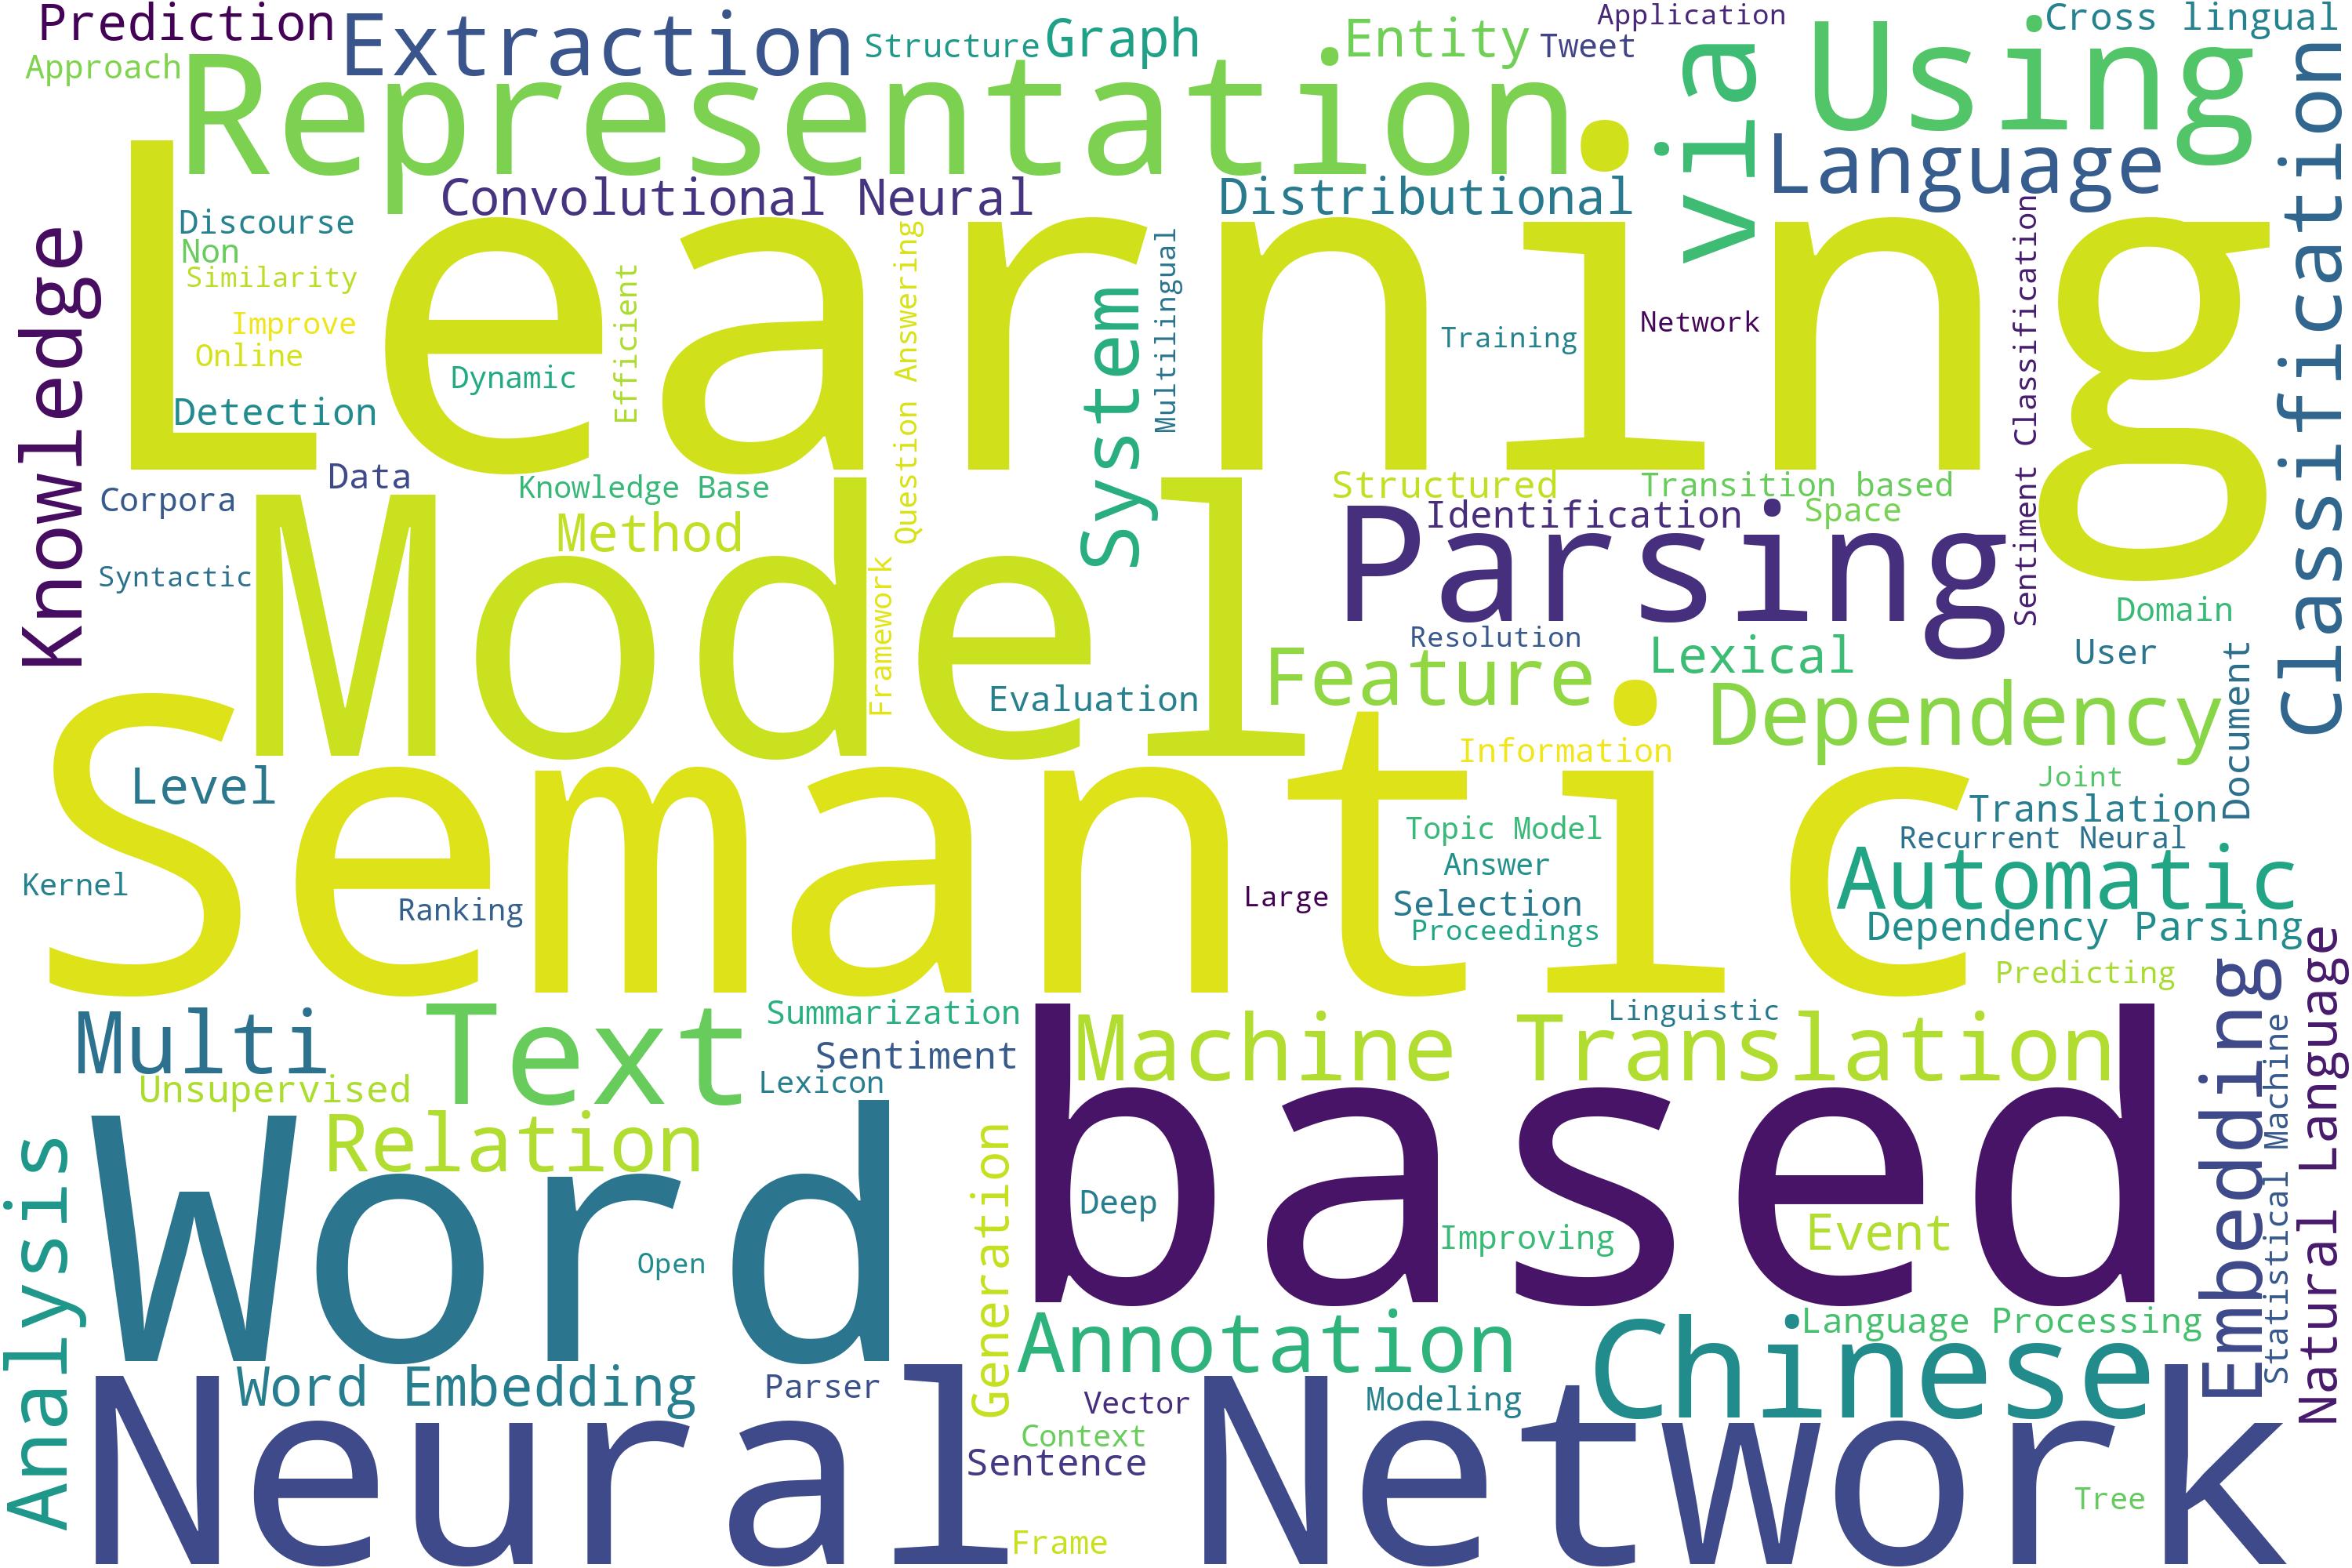 Prediction
Extraction
Structure
Graph
Entity
Application
Tweet
Cross lingual
Approach
Representation
via
Using
Language
Classification
Convolutional Neural
Distributional
Knowledge
Learning
Discourse
Non
Similarity
Improve
Online
Detection
Dynamic
Efficient
Question Answering
System
Multilingual
Training
Network
Sentiment Classification
Data
Corpora
Syntactic
Knowledge Base
Method
Model
Framework
Evaluation
Structured
Transition based
Identification
Space
Parsing
Resolution
Feature
Lexical
Domain
User
Document
Dependency
Semantic
Level
Kernel
Ranking
Information
Topic Model
Answer
Selection
Proceedings
Large
Joint
Translation
Recurrent Neural
Automatic
Dependency Parsing
Predicting
Multi
Text
Summarization
Sentiment
Lexicon
Unsupervised
Relation
Machine Translation
Linguistic
Embedding
Statistical Machine
Natural Language
Analysis
Word
Open
Generation
based
Deep
Improving
Event
Annotation
Chinese
Language Processing
Word Embedding
Parser
Vector
Modeling
Context
Sentence
Neural Network
Tree
Frame